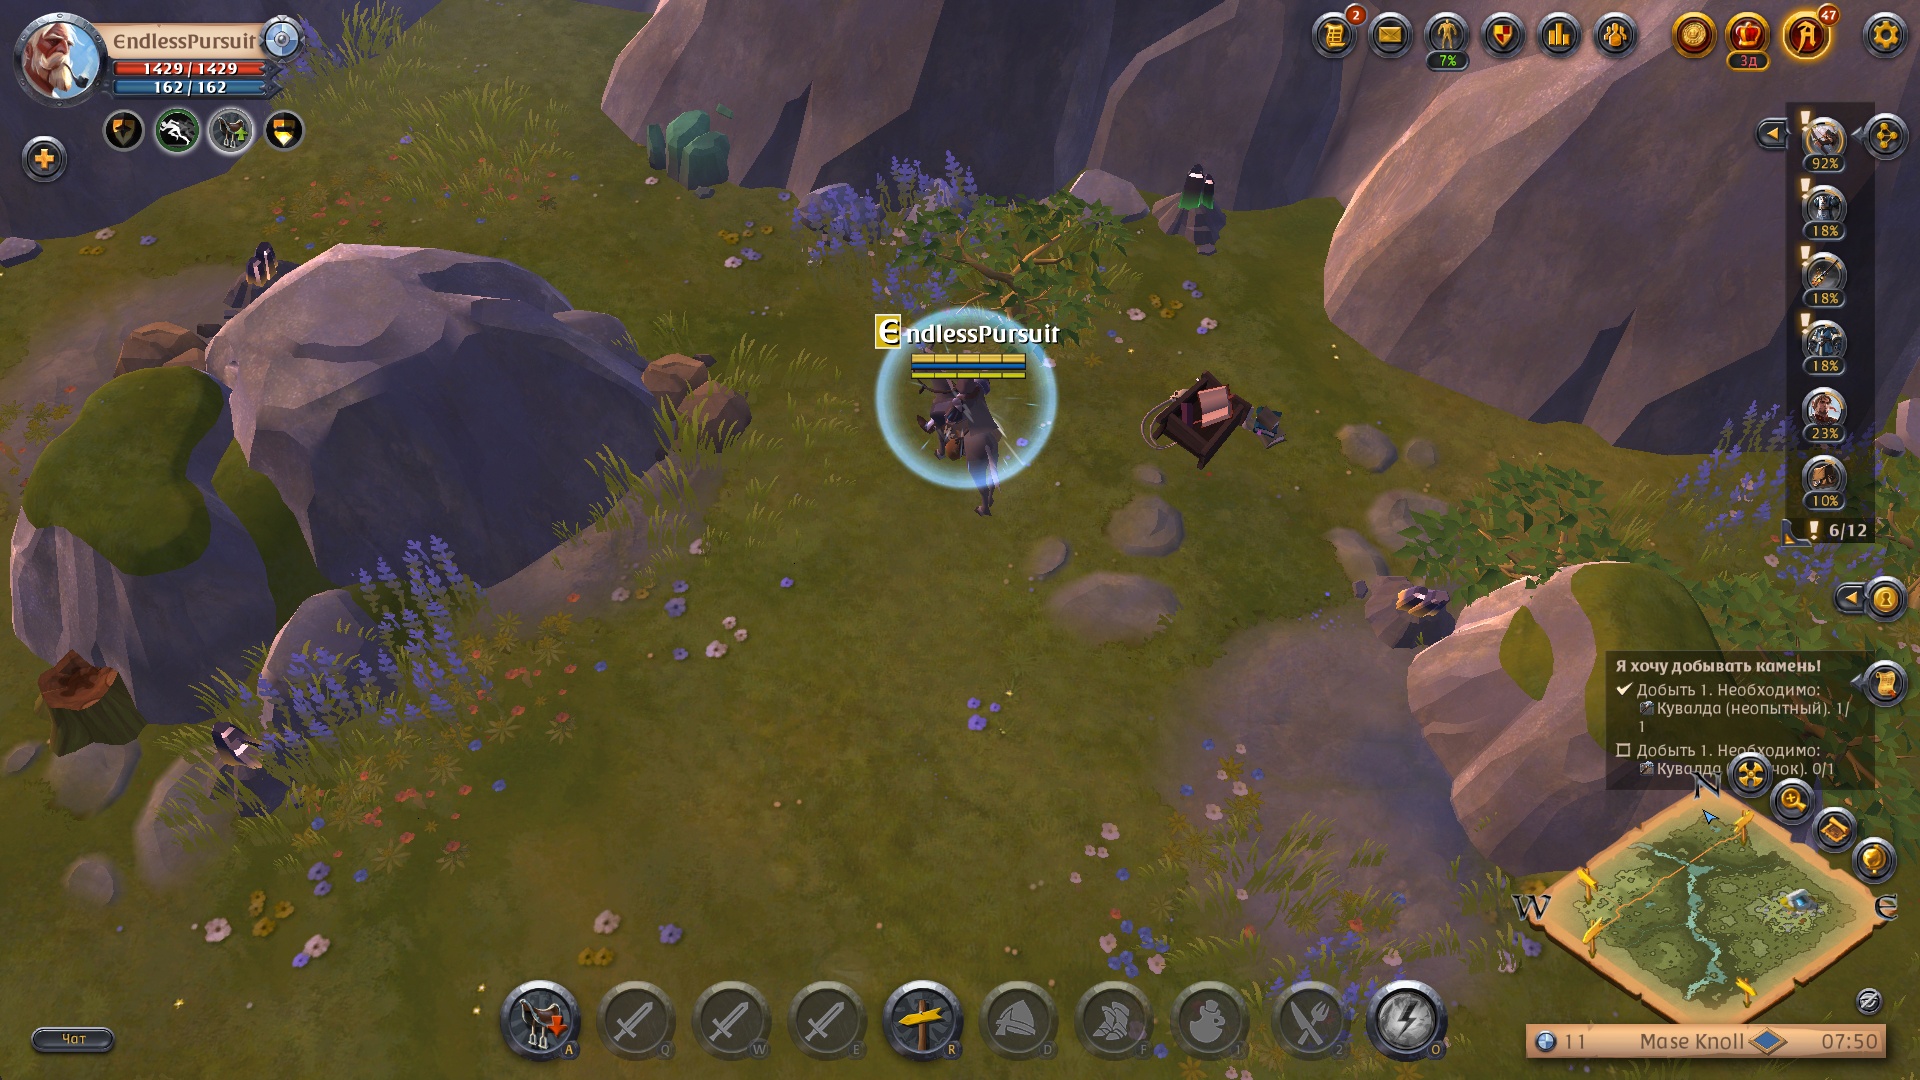 EndlessPursuit
1429 / 1429
162 / 162
2
7%
3д
47
92%
18%
18%
18%
23%
10%
6/12
EndlessPursuit
Я хочу добывать камень!
Добыть 1. Необходимо:
Кувалда (неопытный). 1/
1
Добыть 1. Необходимо:
Кувалда чок). 0/1
N
W
E
11 Mase Knoll 07:50
Чат
A Q W E R D F 1 2 O